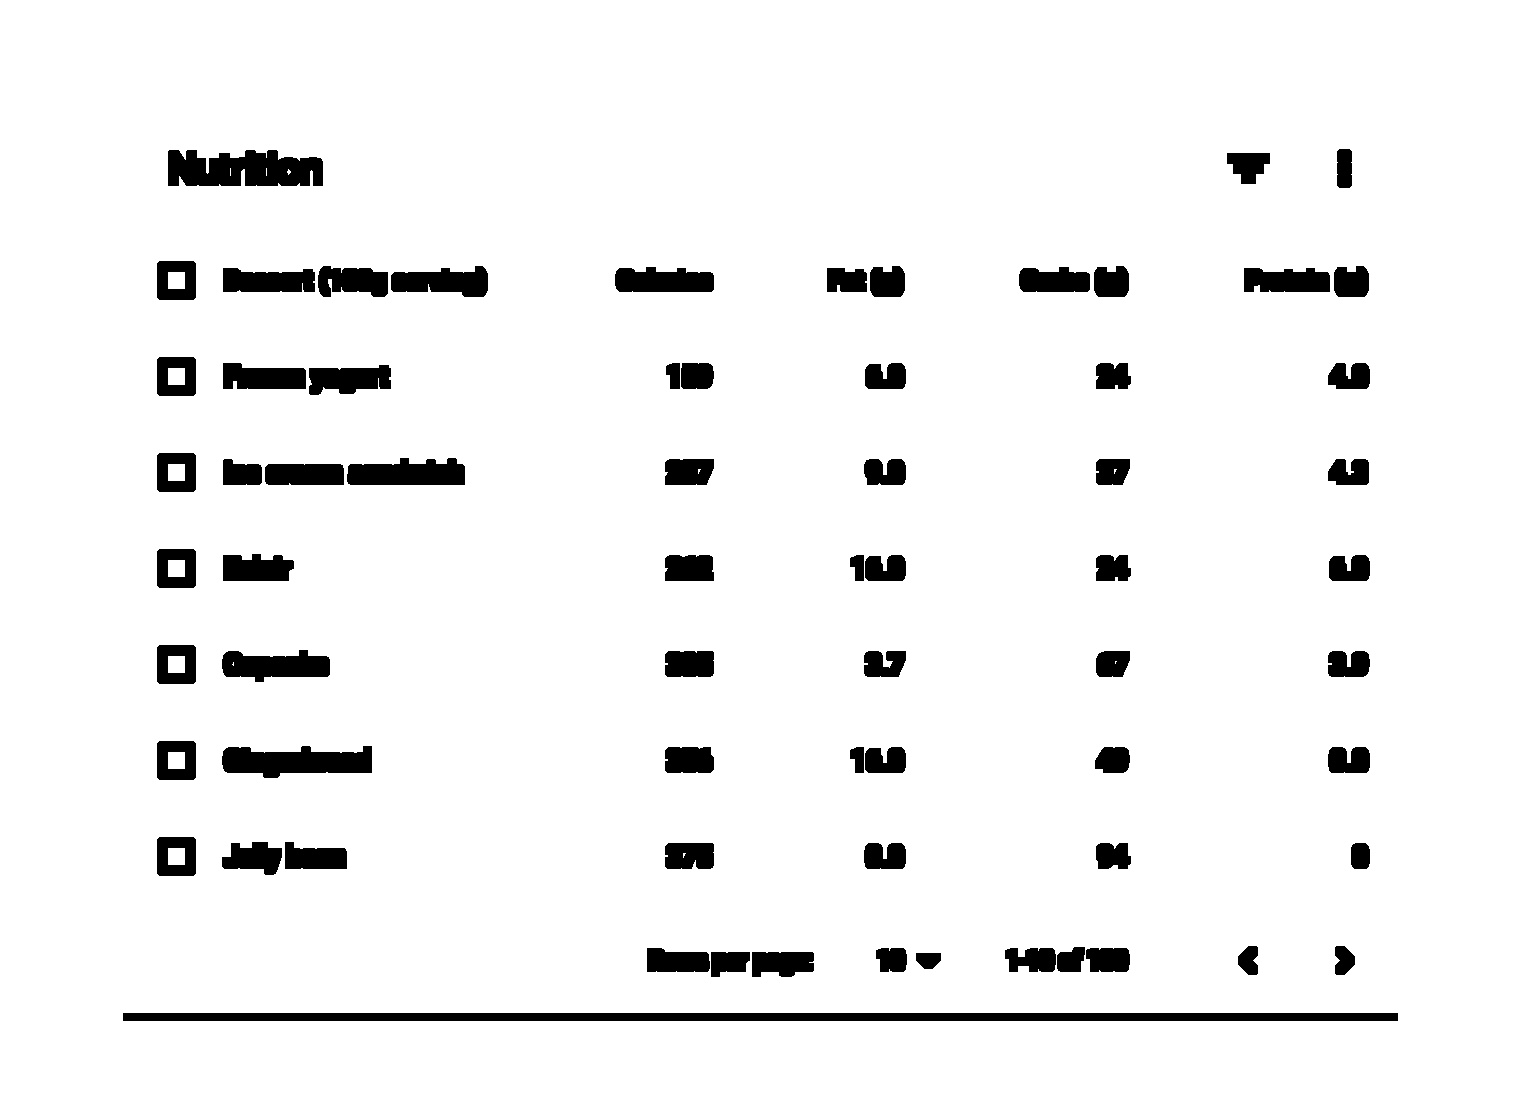 Nutrition
Dessert (100g serving) Calories Fat (g) Carbs (g) Protein (g)
Frozen yogurt 159 6.0 24 4.0
Ice cream sandwich 237 9.0 37 4.3
Eclair 262 16.0 24 6.0
Cupcake 305 3.7 67 3.9
Gingerbread 356 16.0 49 0.0
Jelly bean 375 0.0 94 0
Rows per page: 10 1-10 of 100